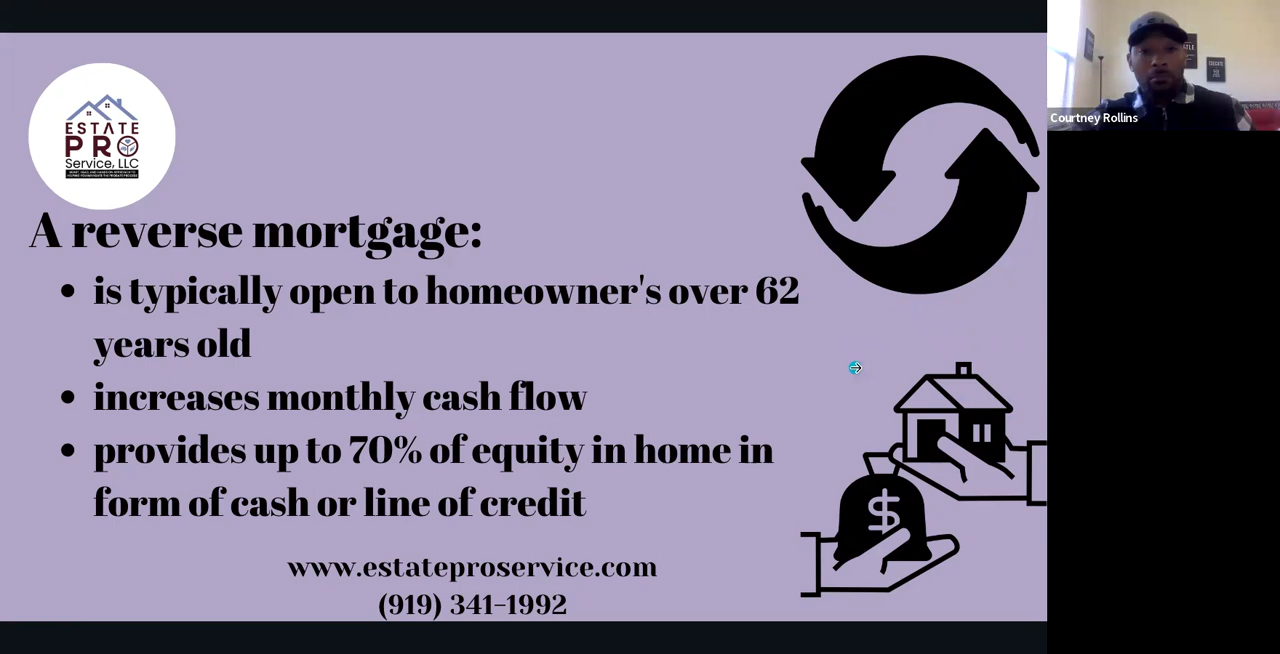 ESTATE
PRO
Service, LLC
A reverse mortgage:
is typically open to homeowner's over 62
years old
increases monthly cash flow
provides up to 70% of equity in home in
form of cash or line of credit
$
www.estateproservice.com
(919) 341-1992
Courtney Rollins